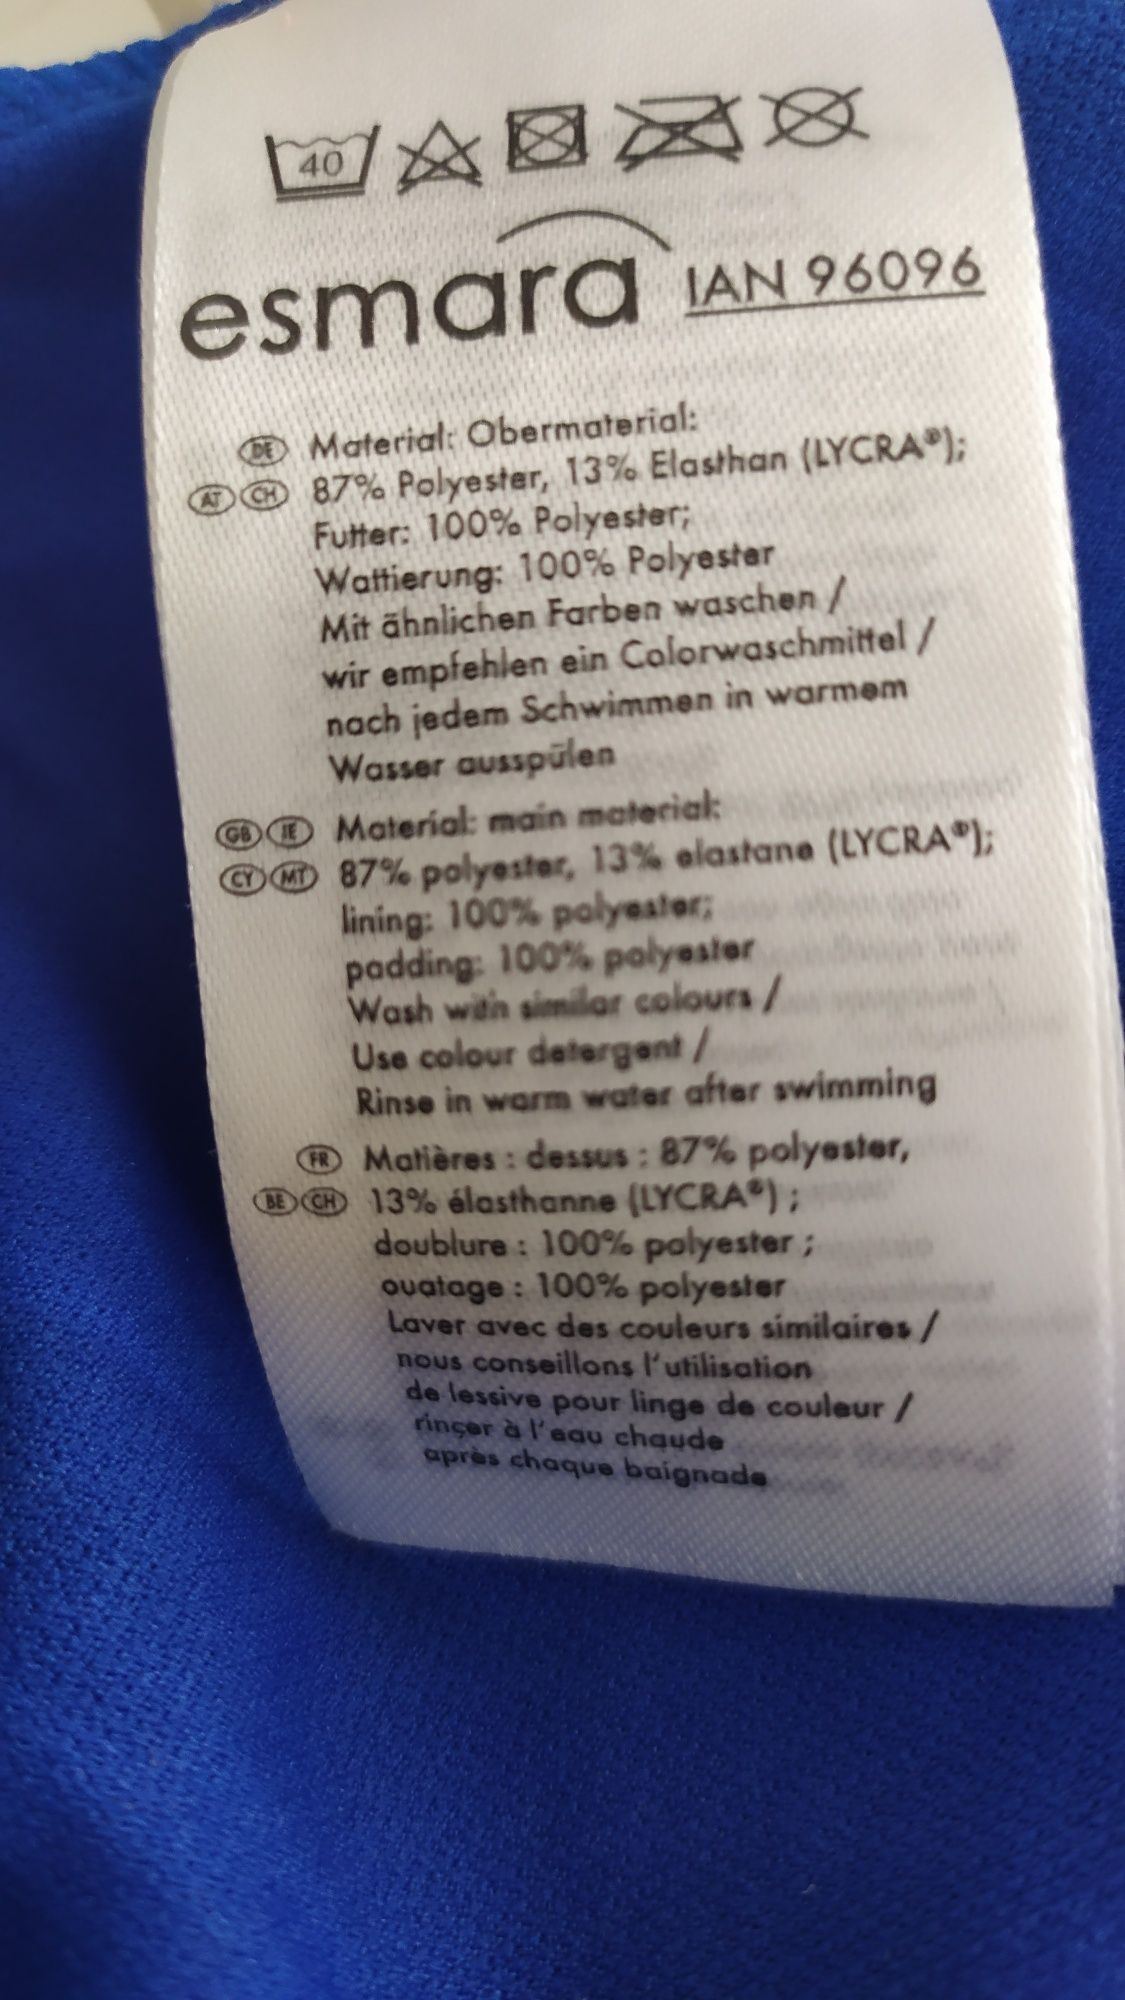 40
esmara IAN 96096
DE Material: Obermaterial:
AT CH 87% Polyester, 13% Elasthan (LYCRA®);
Futter: 100% Polyester;
Wattierung: 100% Polyester
Mit ähnlichen Farben waschen /
wir empfehlen ein Colorwaschmittel /
nach jedem Schwimmen in warmem
Wasser ausspülen
GB IE Material: main material:
CY MT 87% polyester, 13% elastane (LYCRA®);
lining: 100% polyester;
padding: 100% polyester
Wash with similar colours /
Use colour detergent /
Rinse in warm water after swimming
FR Matières : dessus : 87% polyester,
BE CH 13% élasthanne (LYCRA®) ;
doublure : 100% polyester ;
ouatage : 100% polyester
Laver avec des couleurs similaires /
nous conseillons l'utilisation
de lessive pour linge de couleur /
rinçer à l'eau chaude
après chaque baignade